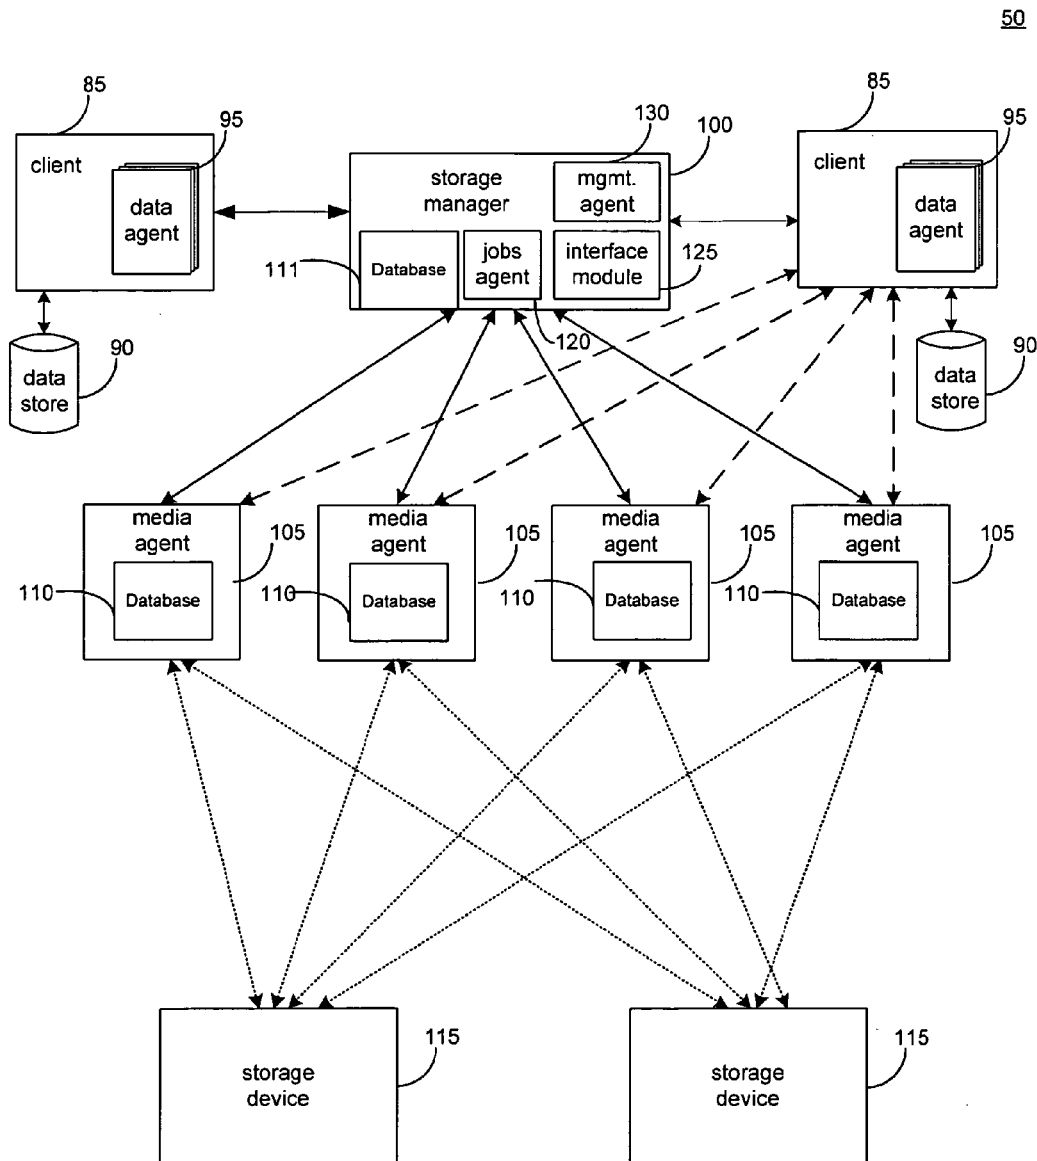 50
85
95
client
data
agent
90
data
store
130
100
storage
manager
mgmt.
agent
111
Database
jobs
agent
interface
module
125
120
85
95
client
data
agent
90
data
store
media
agent
105
110
Database
media
agent
105
110
Database
media
agent
105
110
Database
media
agent
105
110
Database
storage
device
115
storage
device
115